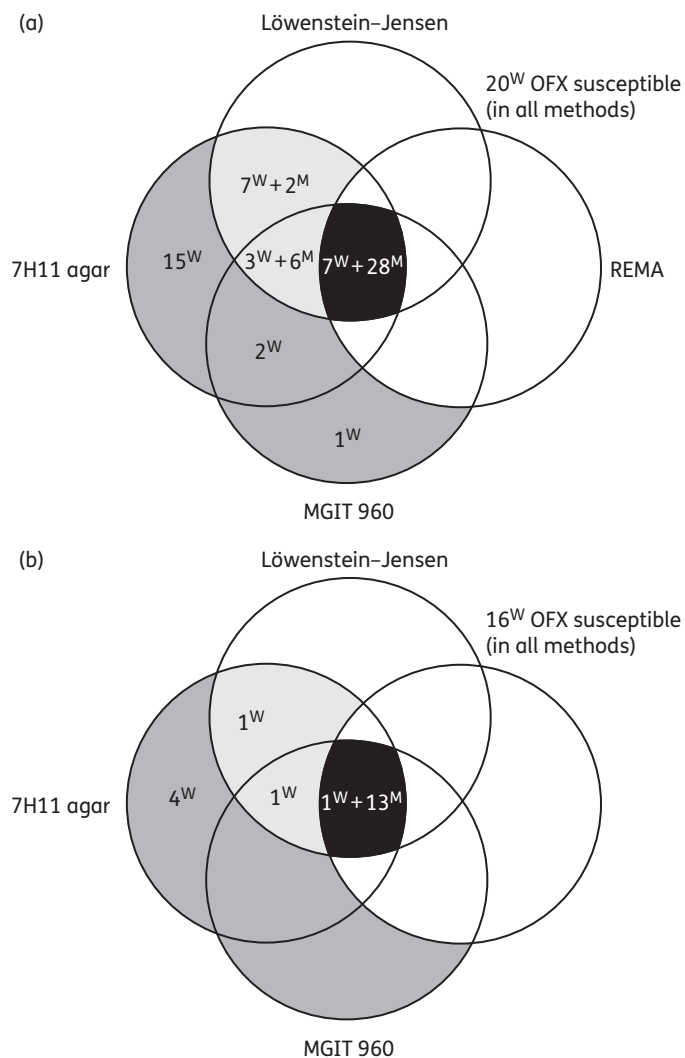 (a)
Löwenstein–Jensen
20ᵂ OFX susceptible
(in all methods)
7ᵂ+2ᴹ
7H11 agar
15ᵂ
3ᵂ+6ᴹ
7ᵂ+28ᴹ
REMA
2ᵂ
1ᵂ
MGIT 960
(b)
Löwenstein–Jensen
16ᵂ OFX susceptible
(in all methods)
1ᵂ
7H11 agar
4ᵂ
1ᵂ
1ᵂ+13ᴹ
MGIT 960